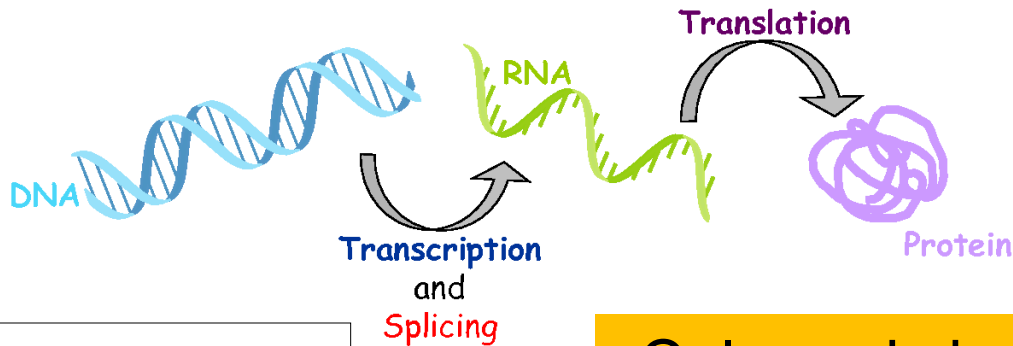 Translation
RNA
DNA
Protein
Transcription
and
Splicing